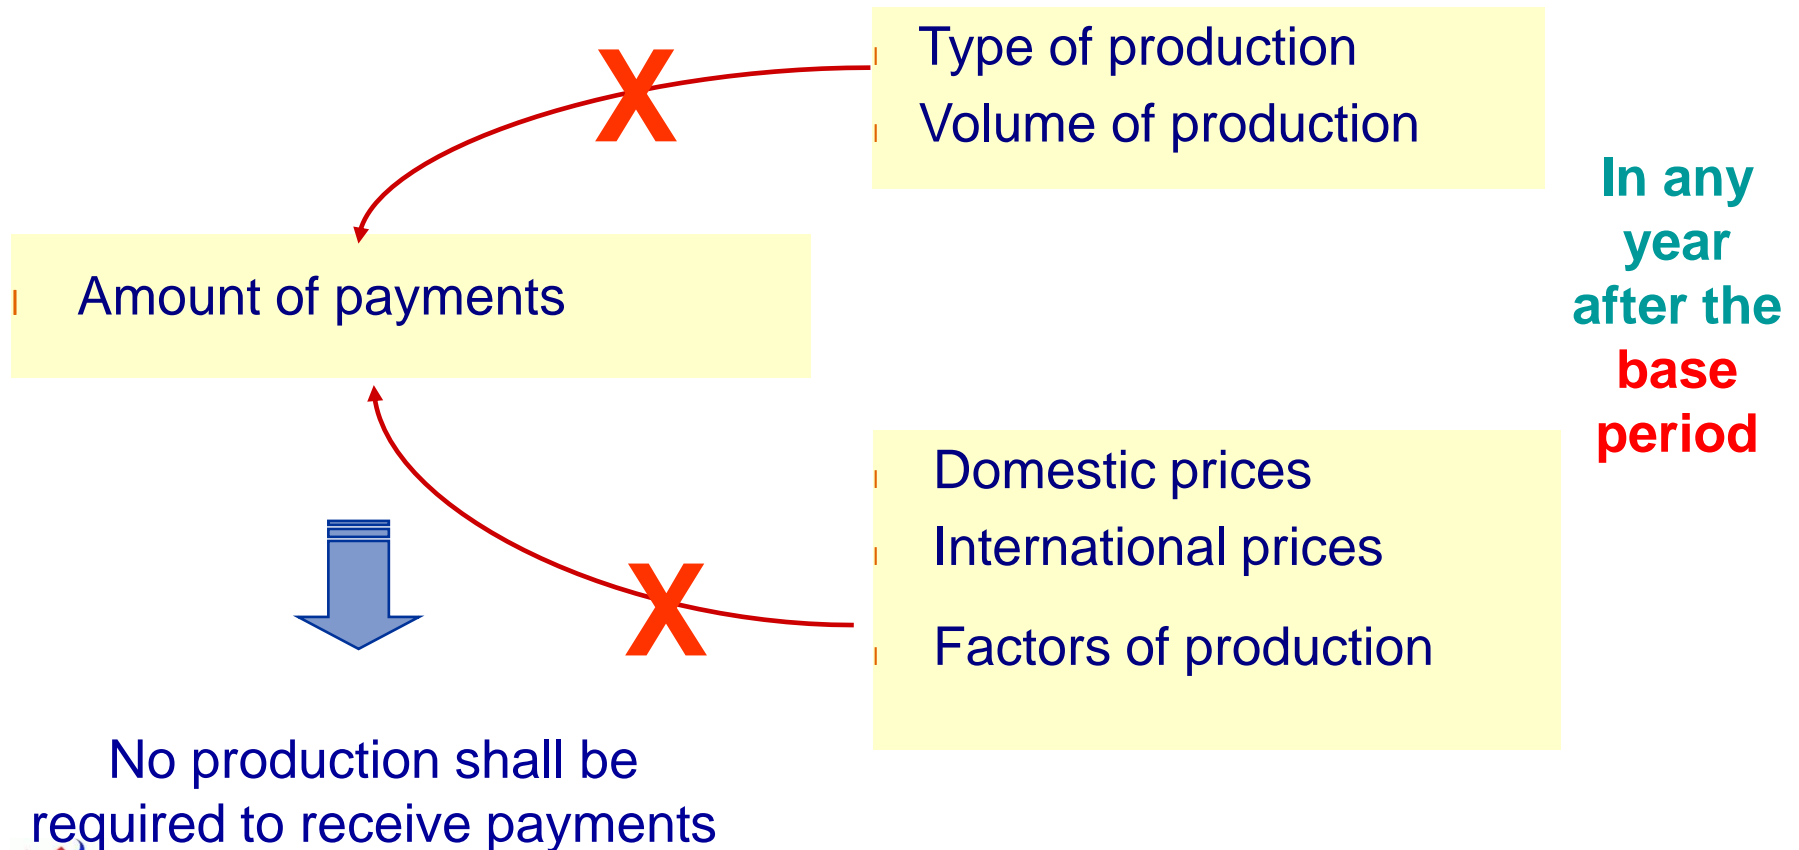 Type of production
Volume of production
X
Amount of payments
In any
year
after the
base
period
Domestic prices
International prices
Factors of production
X
No production shall be
required to receive payments